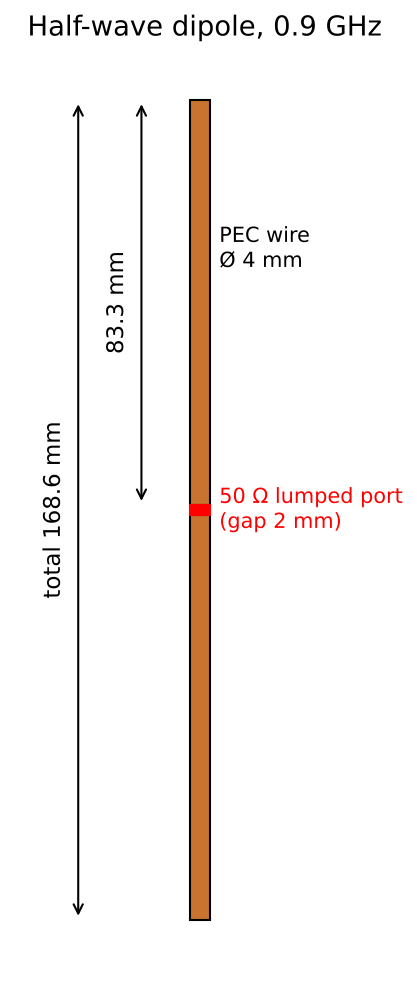 Half-wave dipole, 0.9 GHz
PEC wire
Ø 4 mm
83.3 mm
total 168.6 mm
50 Ω lumped port
(gap 2 mm)